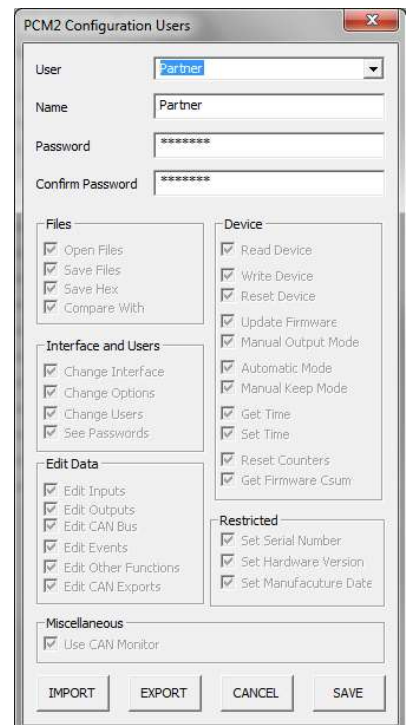 PCM2 Configuration Users
User
Partner
Name
Partner
Password
*******
Confirm Password
*******
Files
Open Files
Save Files
Save Hex
Compare With
Interface and Users
Change Interface
Change Options
Change Users
See Passwords
Edit Data
Edit Inputs
Edit Outputs
Edit CAN Bus
Edit Events
Edit Other Functions
Edit CAN Exports
Device
Read Device
Write Device
Reset Device
Update Firmware
Manual Output Mode
Automatic Mode
Manual Keep Mode
Get Time
Set Time
Reset Counters
Get Firmware Csum
Restricted
Set Serial Number
Set Hardware Version
Set Manufacuture Date
Miscellaneous
Use CAN Monitor
IMPORT
EXPORT
CANCEL
SAVE